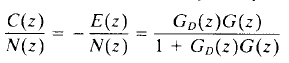 C(z)/N(z) = - E(z)/N(z) = G_D(z)G(z)/1 + G_D(z)G(z)